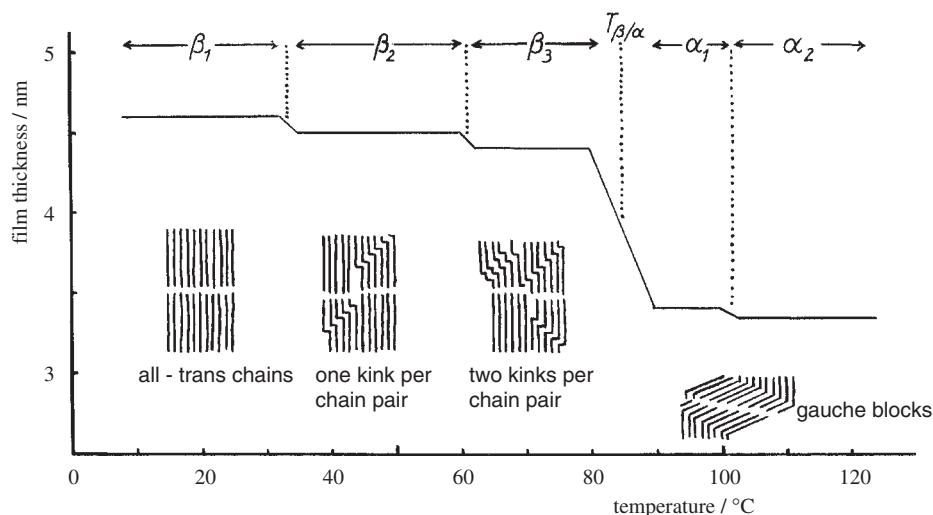 β₁ β₂ β₃ T_β/α α₁ α₂
film thickness / nm
5
4
3
all - trans chains
one kink per
chain pair
two kinks per
chain pair
gauche blocks
0 20 40 60 80 100 120
temperature / °C